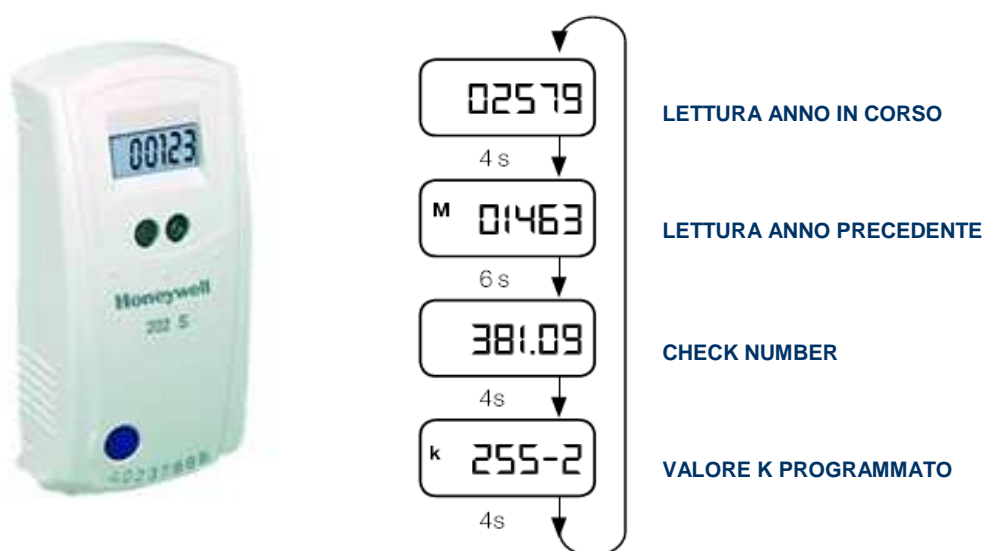 00123
Honeywell
202 S
02579
LETTURA ANNO IN CORSO
4 s
M 01463
LETTURA ANNO PRECEDENTE
6 s
381.09
CHECK NUMBER
4s
k 255-2
VALORE K PROGRAMMATO
4s